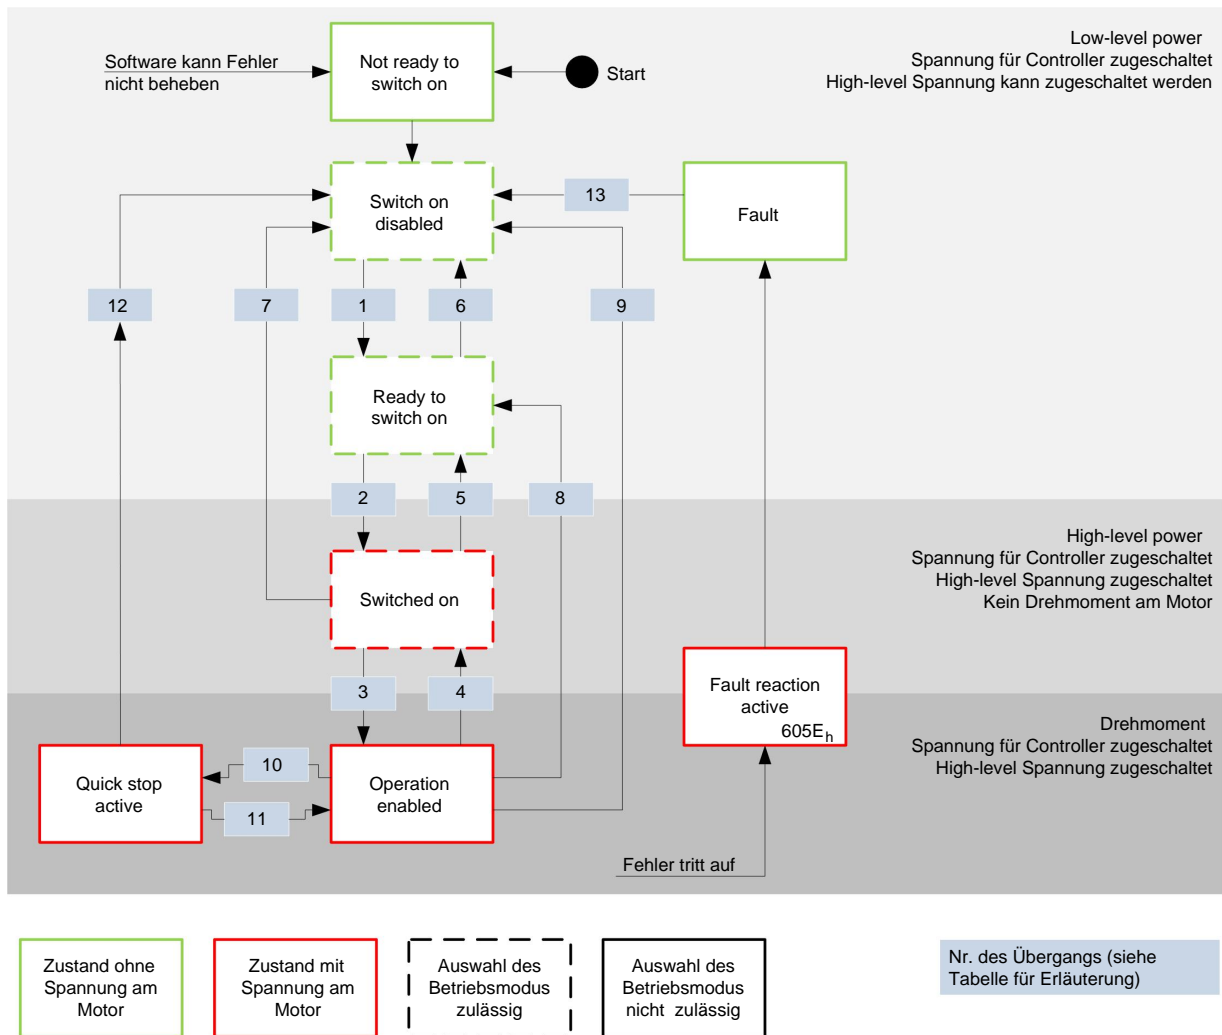 Low-level power
Spannung für Controller zugeschaltet
High-level Spannung kann zugeschaltet werden
Software kann Fehler
nicht beheben
Not ready to
switch on
Start
Switch on
disabled
13
Fault
12
7
1
6
9
Ready to
switch on
2
5
8
High-level power
Spannung für Controller zugeschaltet
High-level Spannung zugeschaltet
Kein Drehmoment am Motor
Switched on
3
4
Fault reaction
active
605Eh
Drehmoment
Spannung für Controller zugeschaltet
High-level Spannung zugeschaltet
Quick stop
active
10
11
Operation
enabled
Fehler tritt auf
Zustand ohne
Spannung am
Motor
Zustand mit
Spannung am
Motor
Auswahl des
Betriebsmodus
zulässig
Auswahl des
Betriebsmodus
nicht zulässig
Nr. des Übergangs (siehe
Tabelle für Erläuterung)